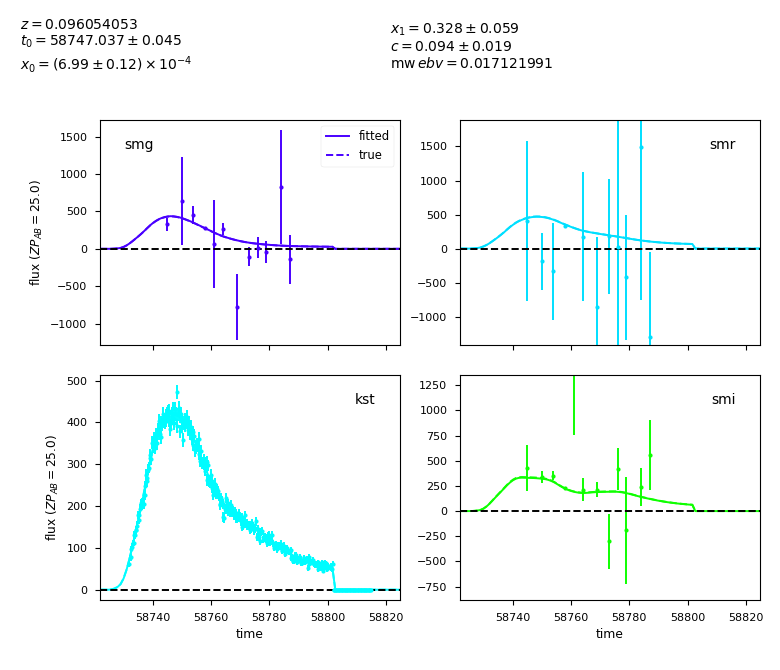 z = 0.096054053
t₀ = 58747.037 ± 0.045
x₀ = (6.99 ± 0.12) × 10⁻⁴
x₁ = 0.328 ± 0.059
c = 0.094 ± 0.019
mw ebv = 0.017121991
smg
fitted
true
flux (ZP_AB = 25.0)
1500
1000
500
0
−500
−1000
smr
1500
1000
500
0
−500
−1000
kst
flux (ZP_AB = 25.0)
500
400
300
200
100
0
58740 58760 58780 58800 58820
time
smi
1250
1000
750
500
250
0
−250
−500
−750
58740 58760 58780 58800 58820
time